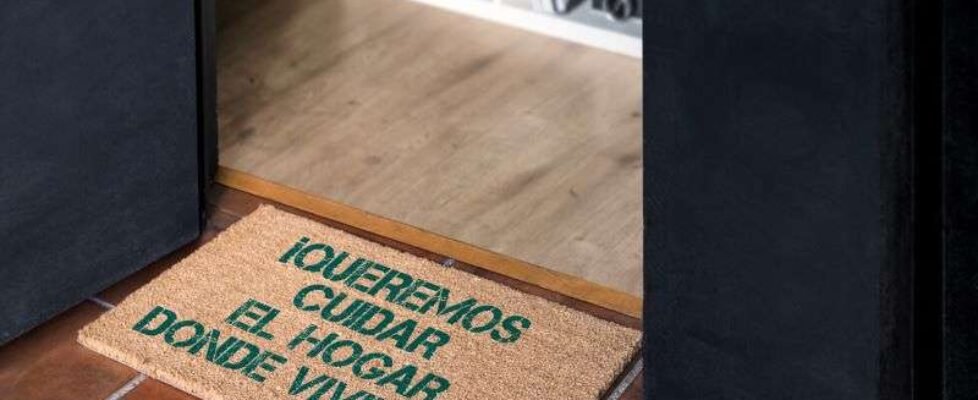 ¡QUEREMOS
CUIDAR
EL HOGAR
DONDE